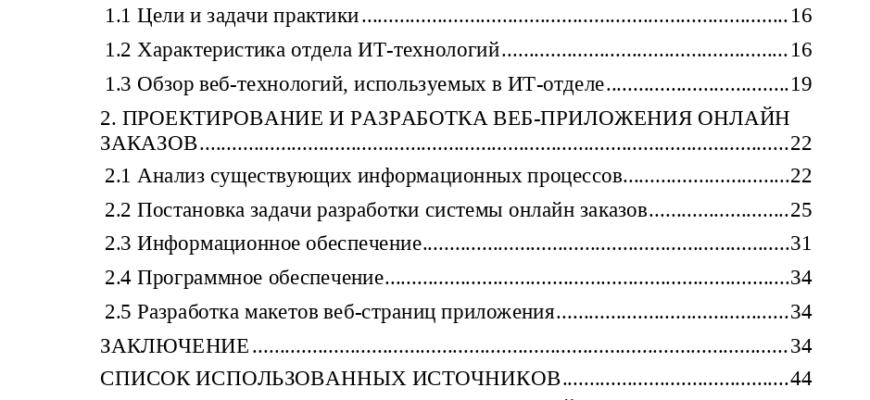 1.1 Цели и задачи практики................................................................................16
1.2 Характеристика отдела ИТ-технологий.....................................................16
1.3 Обзор веб-технологий, используемых в ИТ-отделе.................................19
2. ПРОЕКТИРОВАНИЕ И РАЗРАБОТКА ВЕБ-ПРИЛОЖЕНИЯ ОНЛАЙН
ЗАКАЗОВ...........................................................................................................22
2.1 Анализ существующих информационных процессов..............................22
2.2 Постановка задачи разработки системы онлайн заказов.........................25
2.3 Информационное обеспечение...................................................................31
2.4 Программное обеспечение..........................................................................34
2.5 Разработка макетов веб-страниц приложения..........................................34
ЗАКЛЮЧЕНИЕ.................................................................................................34
СПИСОК ИСПОЛЬЗОВАННЫХ ИСТОЧНИКОВ.........................................44